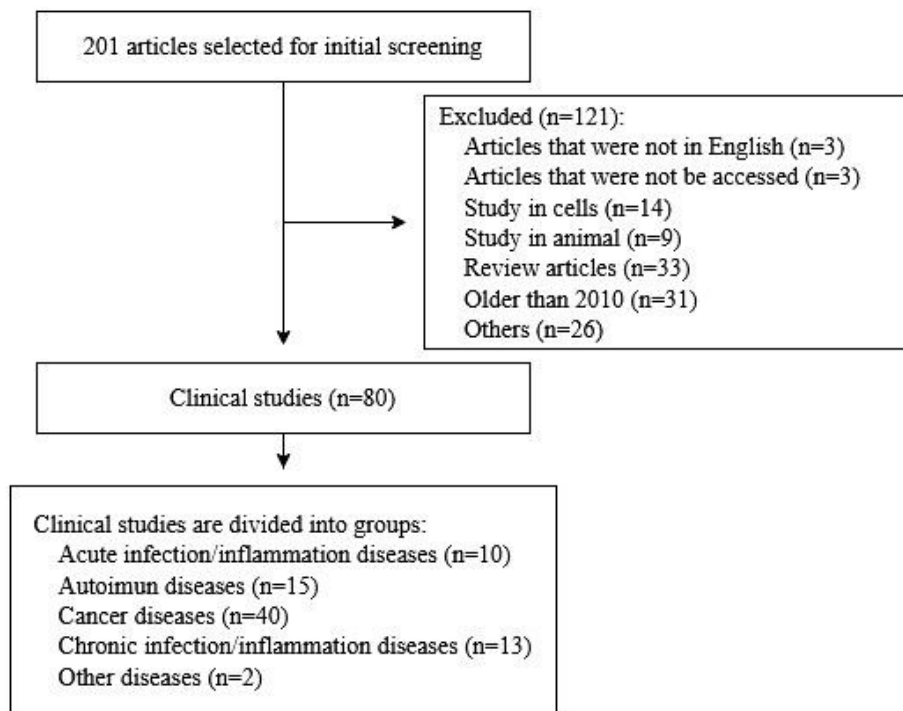 201 articles selected for initial screening
Excluded (n=121):
Articles that were not in English (n=3)
Articles that were not be accessed (n=3)
Study in cells (n=14)
Study in animal (n=9)
Review articles (n=33)
Older than 2010 (n=31)
Others (n=26)
Clinical studies (n=80)
Clinical studies are divided into groups:
Acute infection/inflammation diseases (n=10)
Autoimun diseases (n=15)
Cancer diseases (n=40)
Chronic infection/inflammation diseases (n=13)
Other diseases (n=2)